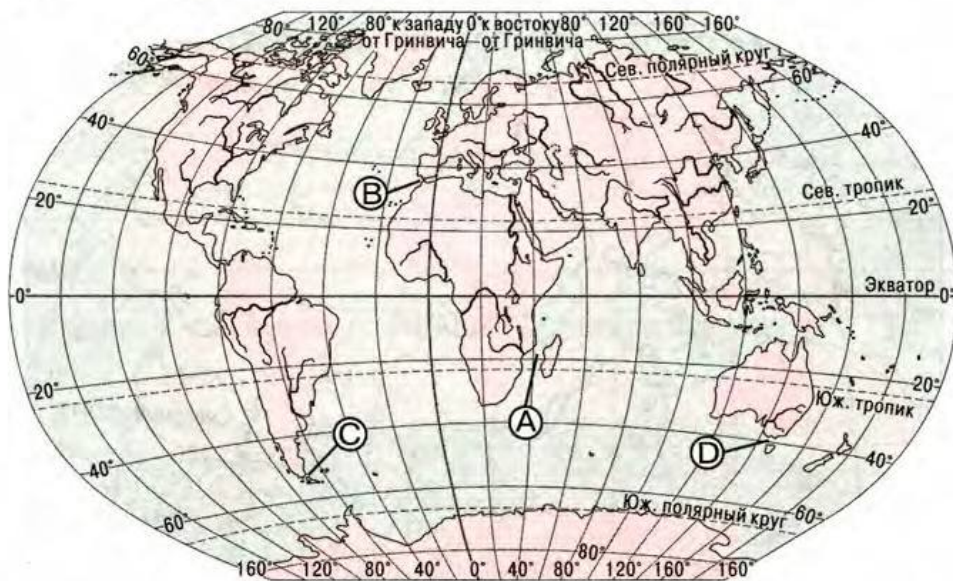 80° 120° 80° к западу 0° к востоку 80° 120° 160° 160°
от Гринвича от Гринвича
60° Сев. полярный круг 60°
40° 40°
B
Сев. тропик
20° 20°
Экватор
0° 0°
20° Юж. тропик 20°
A
C
D
40° 40°
60° Юж. полярный круг 60°
80°
160° 120° 80° 40° 0° 40° 80° 120° 160°